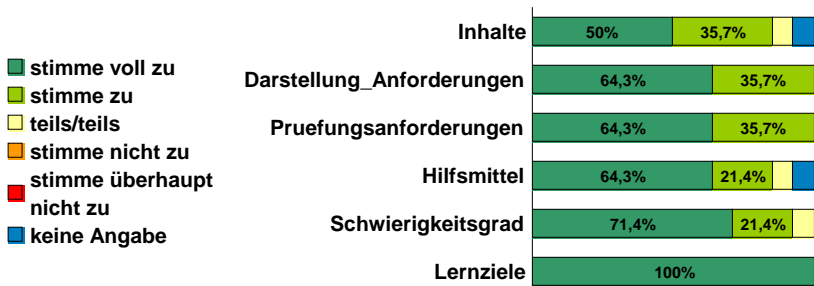 stimme voll zu
stimme zu
teils/teils
stimme nicht zu
stimme überhaupt
nicht zu
keine Angabe
Inhalte
50%
35,7%
Darstellung_Anforderungen
64,3%
35,7%
Pruefungsanforderungen
64,3%
35,7%
Hilfsmittel
64,3%
21,4%
Schwierigkeitsgrad
71,4%
21,4%
Lernziele
100%